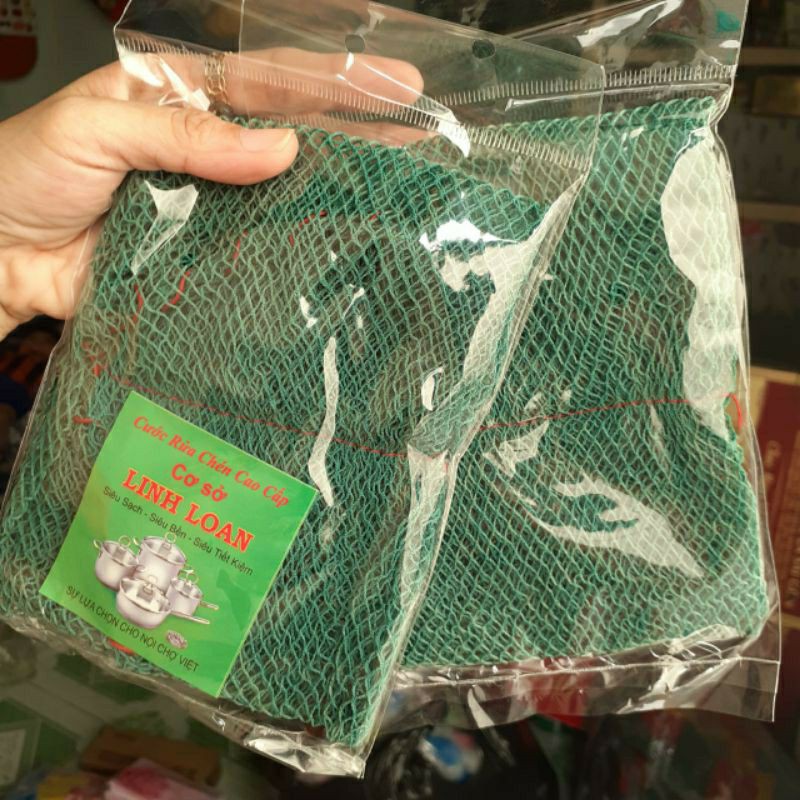 Cước Rửa Chén Cao Cấp
Cơ sở
LINH LOAN
Siêu Sạch - Siêu Bền - Siêu Tiết Kiệm
SỰ LỰA CHỌN CHO NỘI CHỢ VIỆT